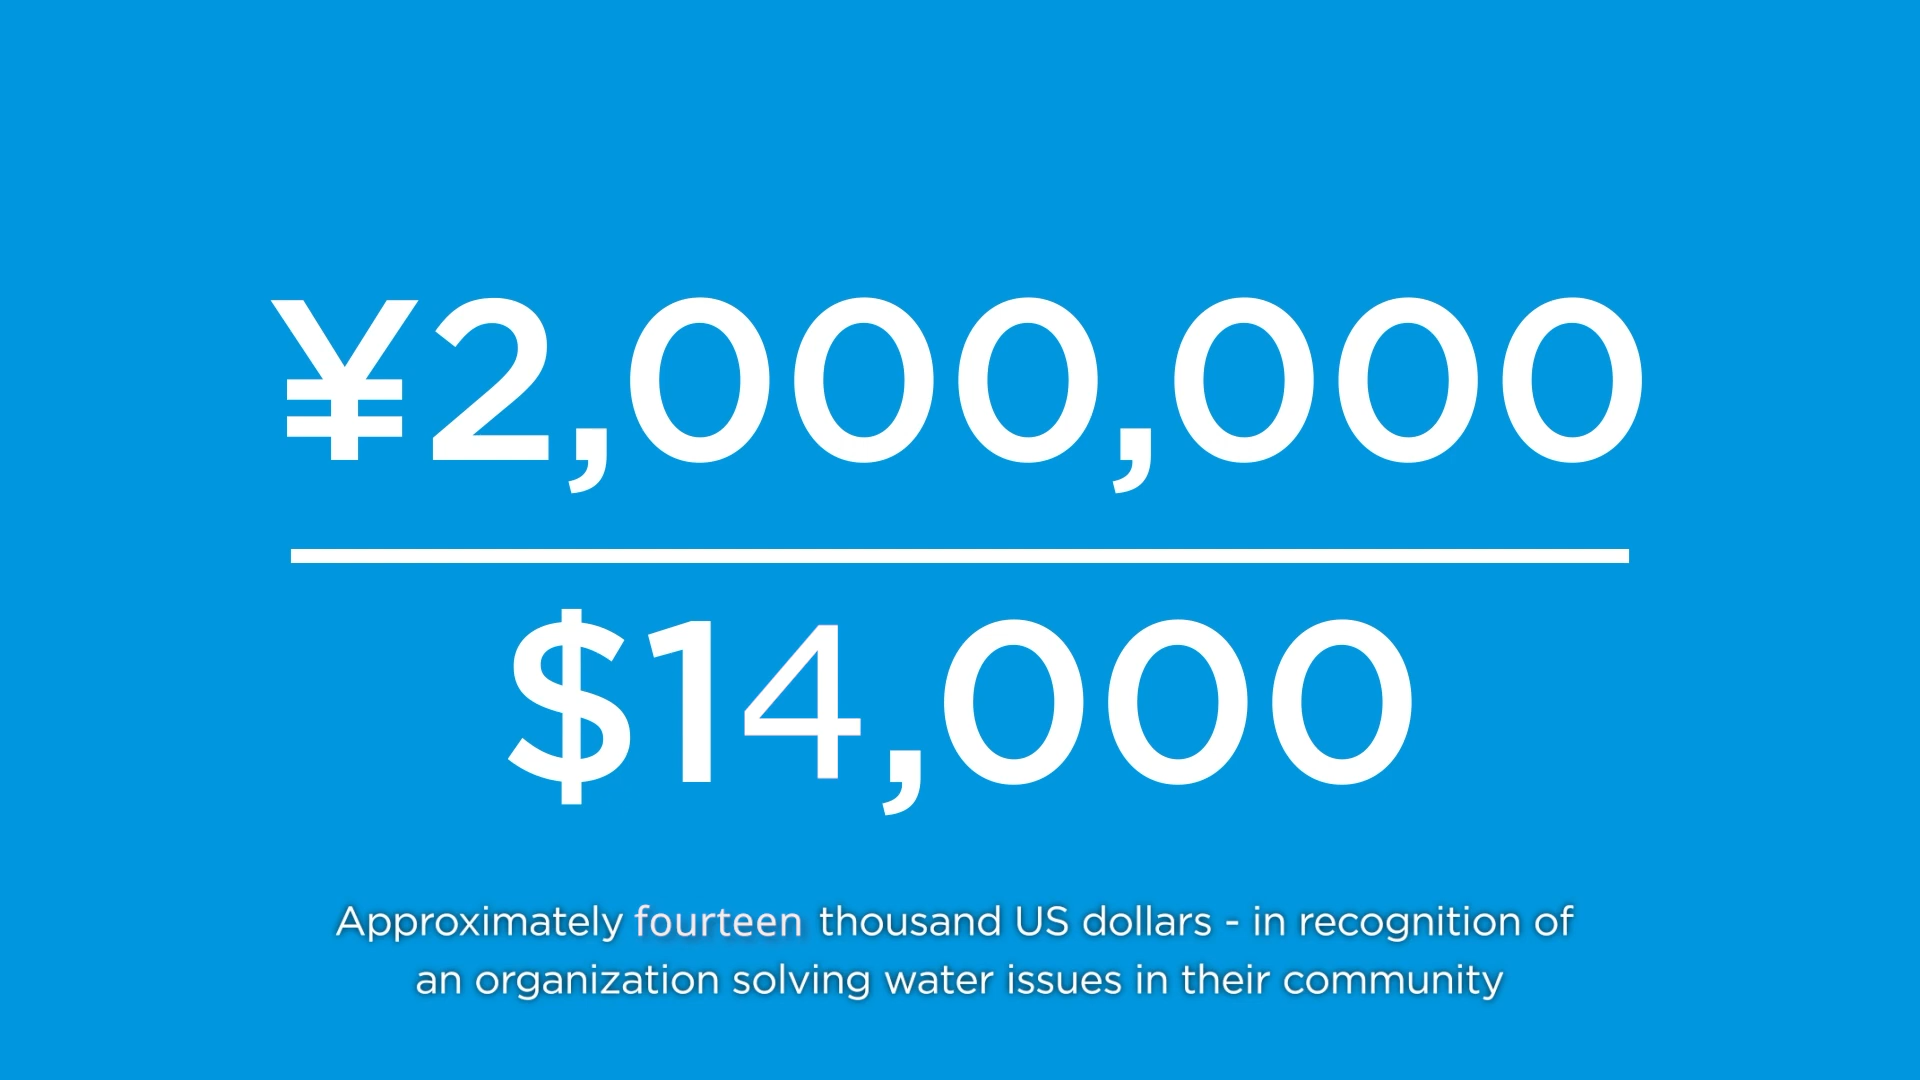 ¥2,000,000
$14,000
Approximately fourteen thousand US dollars - in recognition of
an organization solving water issues in their community